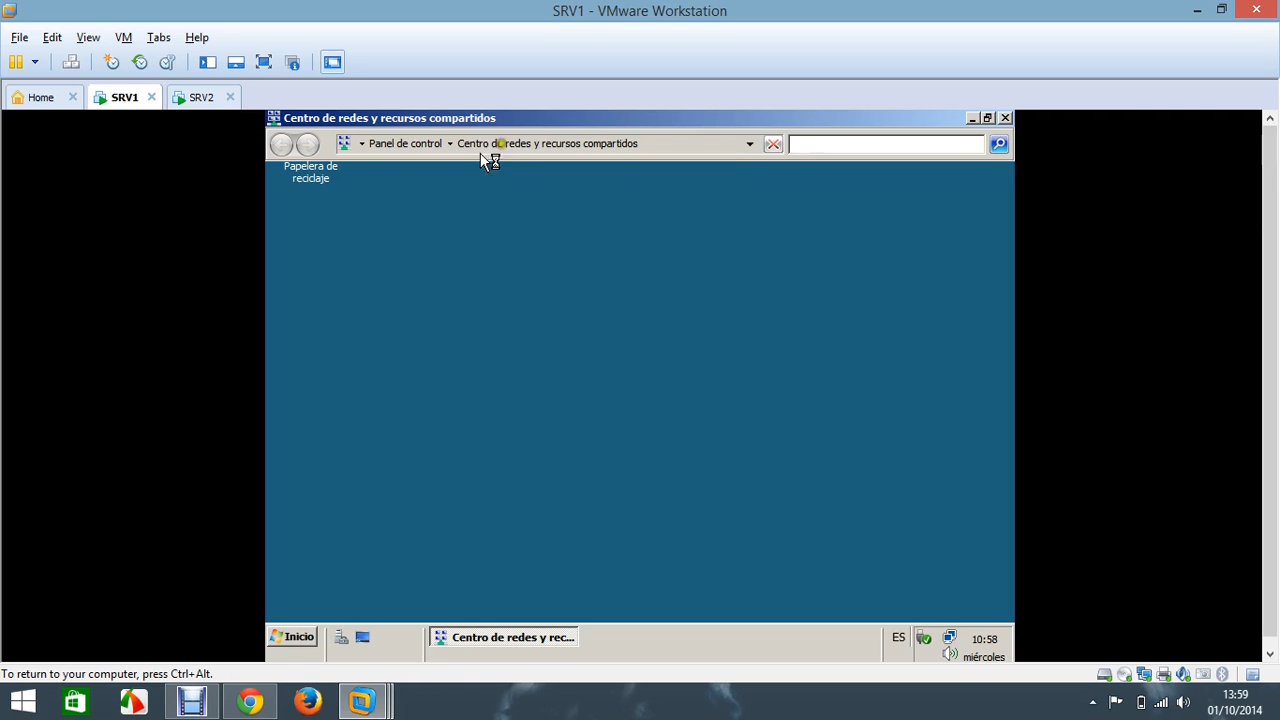 SRV1 - VMware Workstation
File Edit View VM Tabs Help
Home SRV1 SRV2
Centro de redes y recursos compartidos
Panel de control Centro de redes y recursos compartidos
Papelera de
reciclaje
Inicio
Centro de redes y rec...
ES
10:58
miércoles
To return to your computer, press Ctrl+Alt.
13:59
01/10/2014